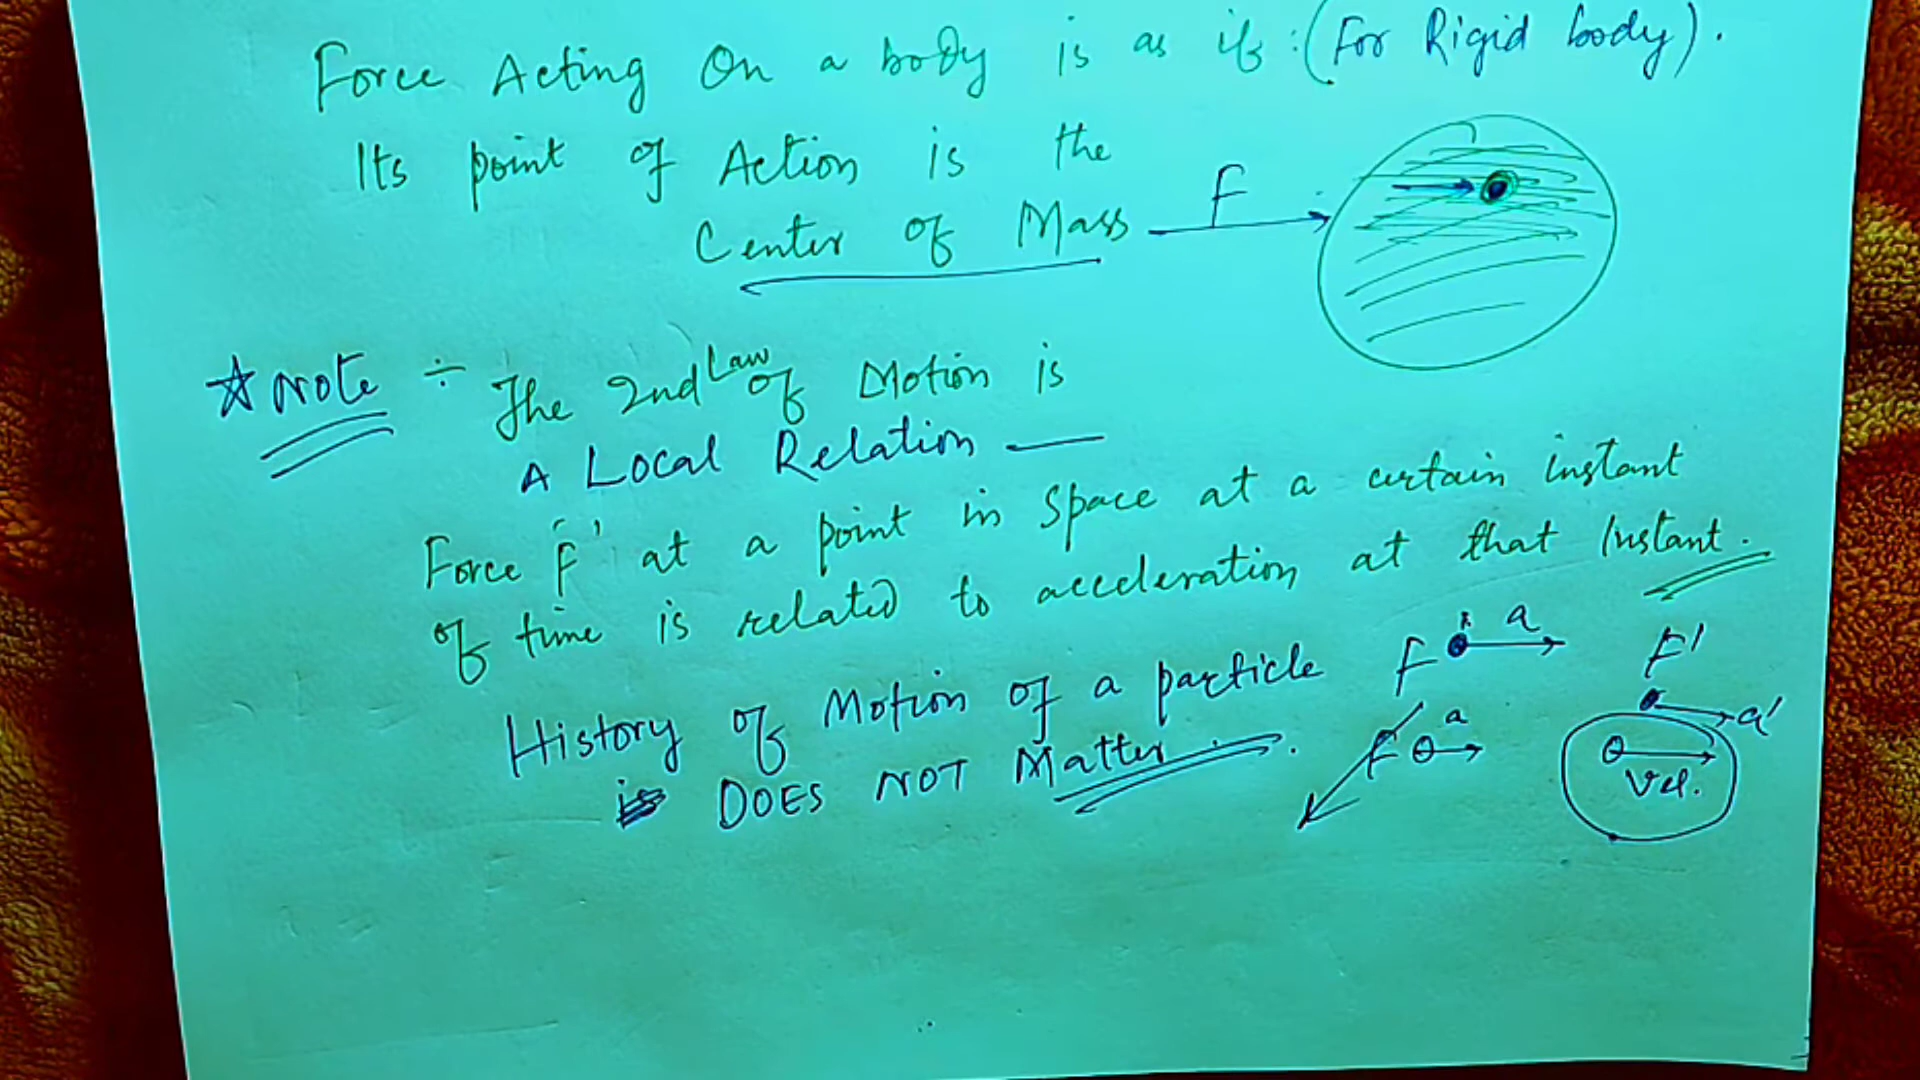 Force Acting On a body is as if :(For Rigid body).
Its point of Action is the
Center of Mass
F
☆ Note ÷ The 2nd Law of Motion is
A Local Relation —
Force 'F' at a point in Space at a certain instant
of time is related to acceleration at that Instant.
History of Motion of a particle
DOES NOT Matter.
F a
F'
a'
F a
Vel.